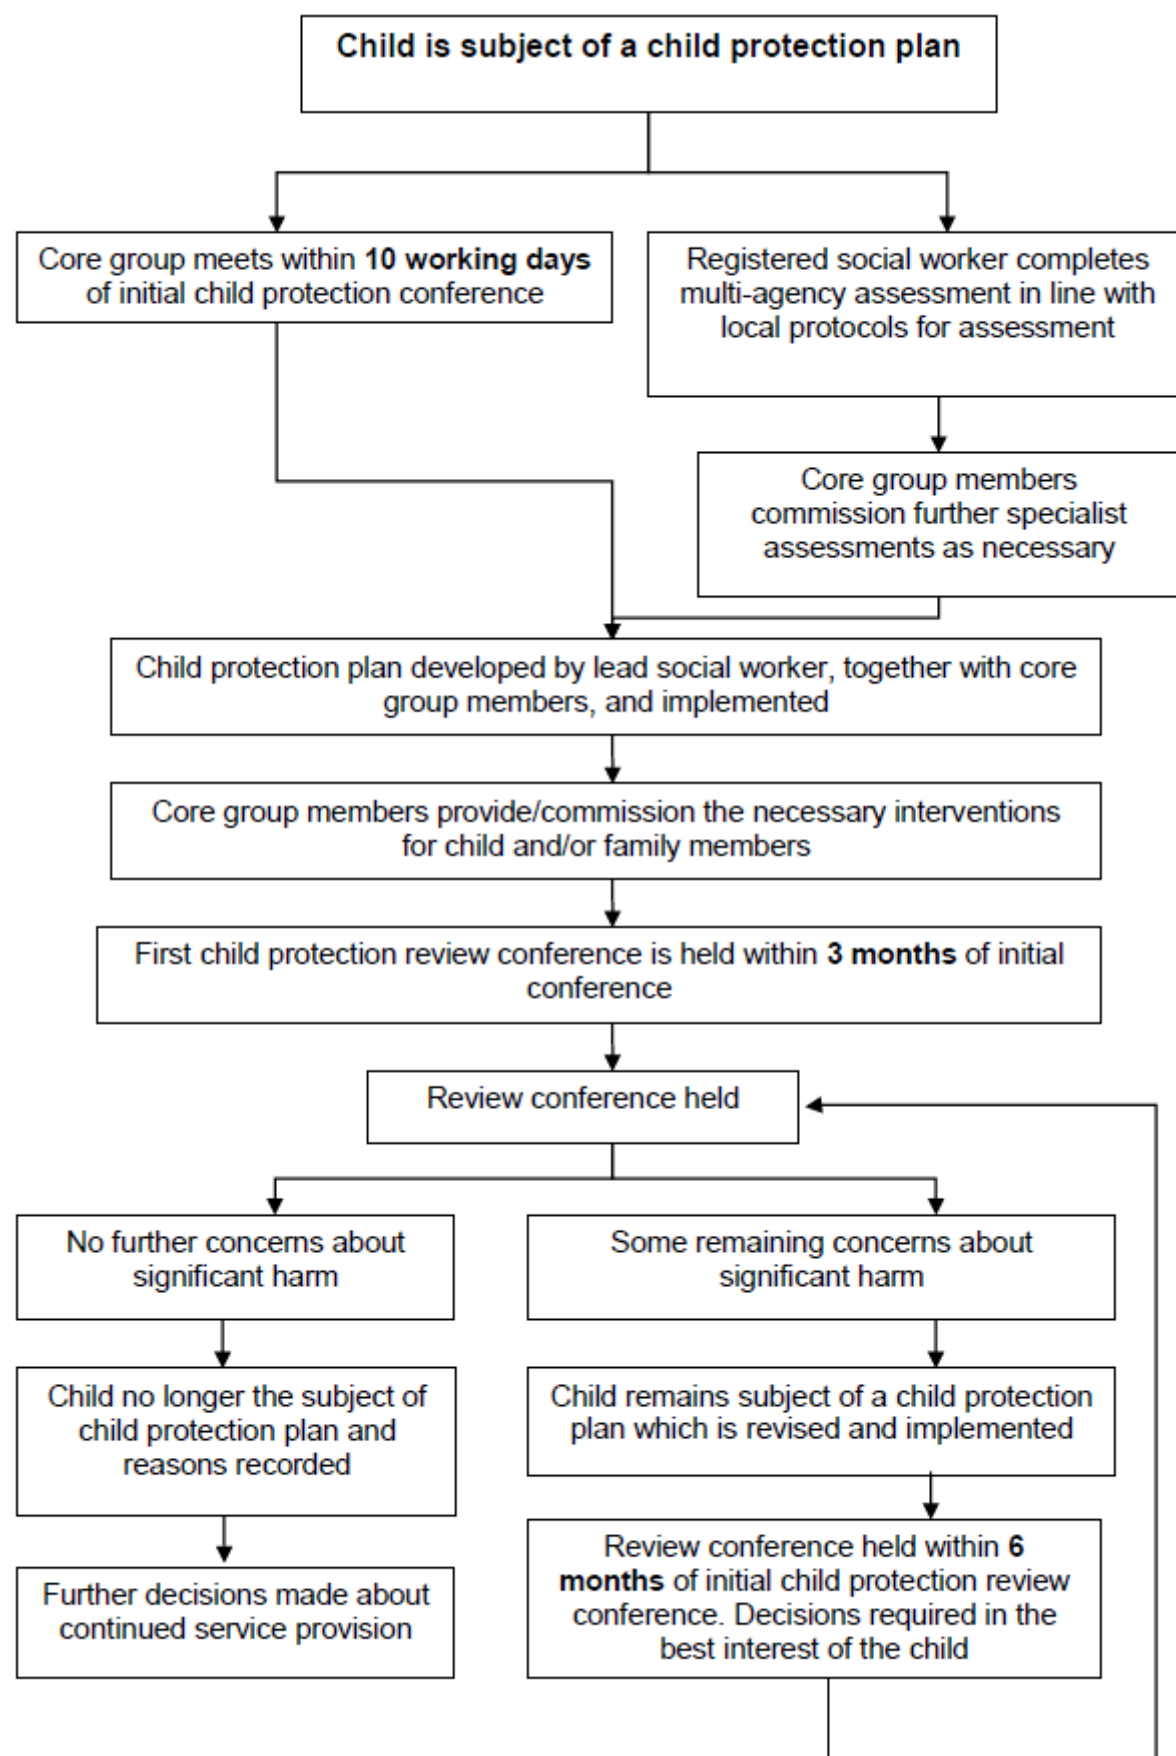 Child is subject of a child protection plan
Core group meets within 10 working days
of initial child protection conference
Registered social worker completes
multi-agency assessment in line with
local protocols for assessment
Core group members
commission further specialist
assessments as necessary
Child protection plan developed by lead social worker, together with core
group members, and implemented
Core group members provide/commission the necessary interventions
for child and/or family members
First child protection review conference is held within 3 months of initial
conference
Review conference held
No further concerns about
significant harm
Some remaining concerns about
significant harm
Child no longer the subject of
child protection plan and
reasons recorded
Child remains subject of a child protection
plan which is revised and implemented
Further decisions made about
continued service provision
Review conference held within 6
months of initial child protection review
conference. Decisions required in the
best interest of the child